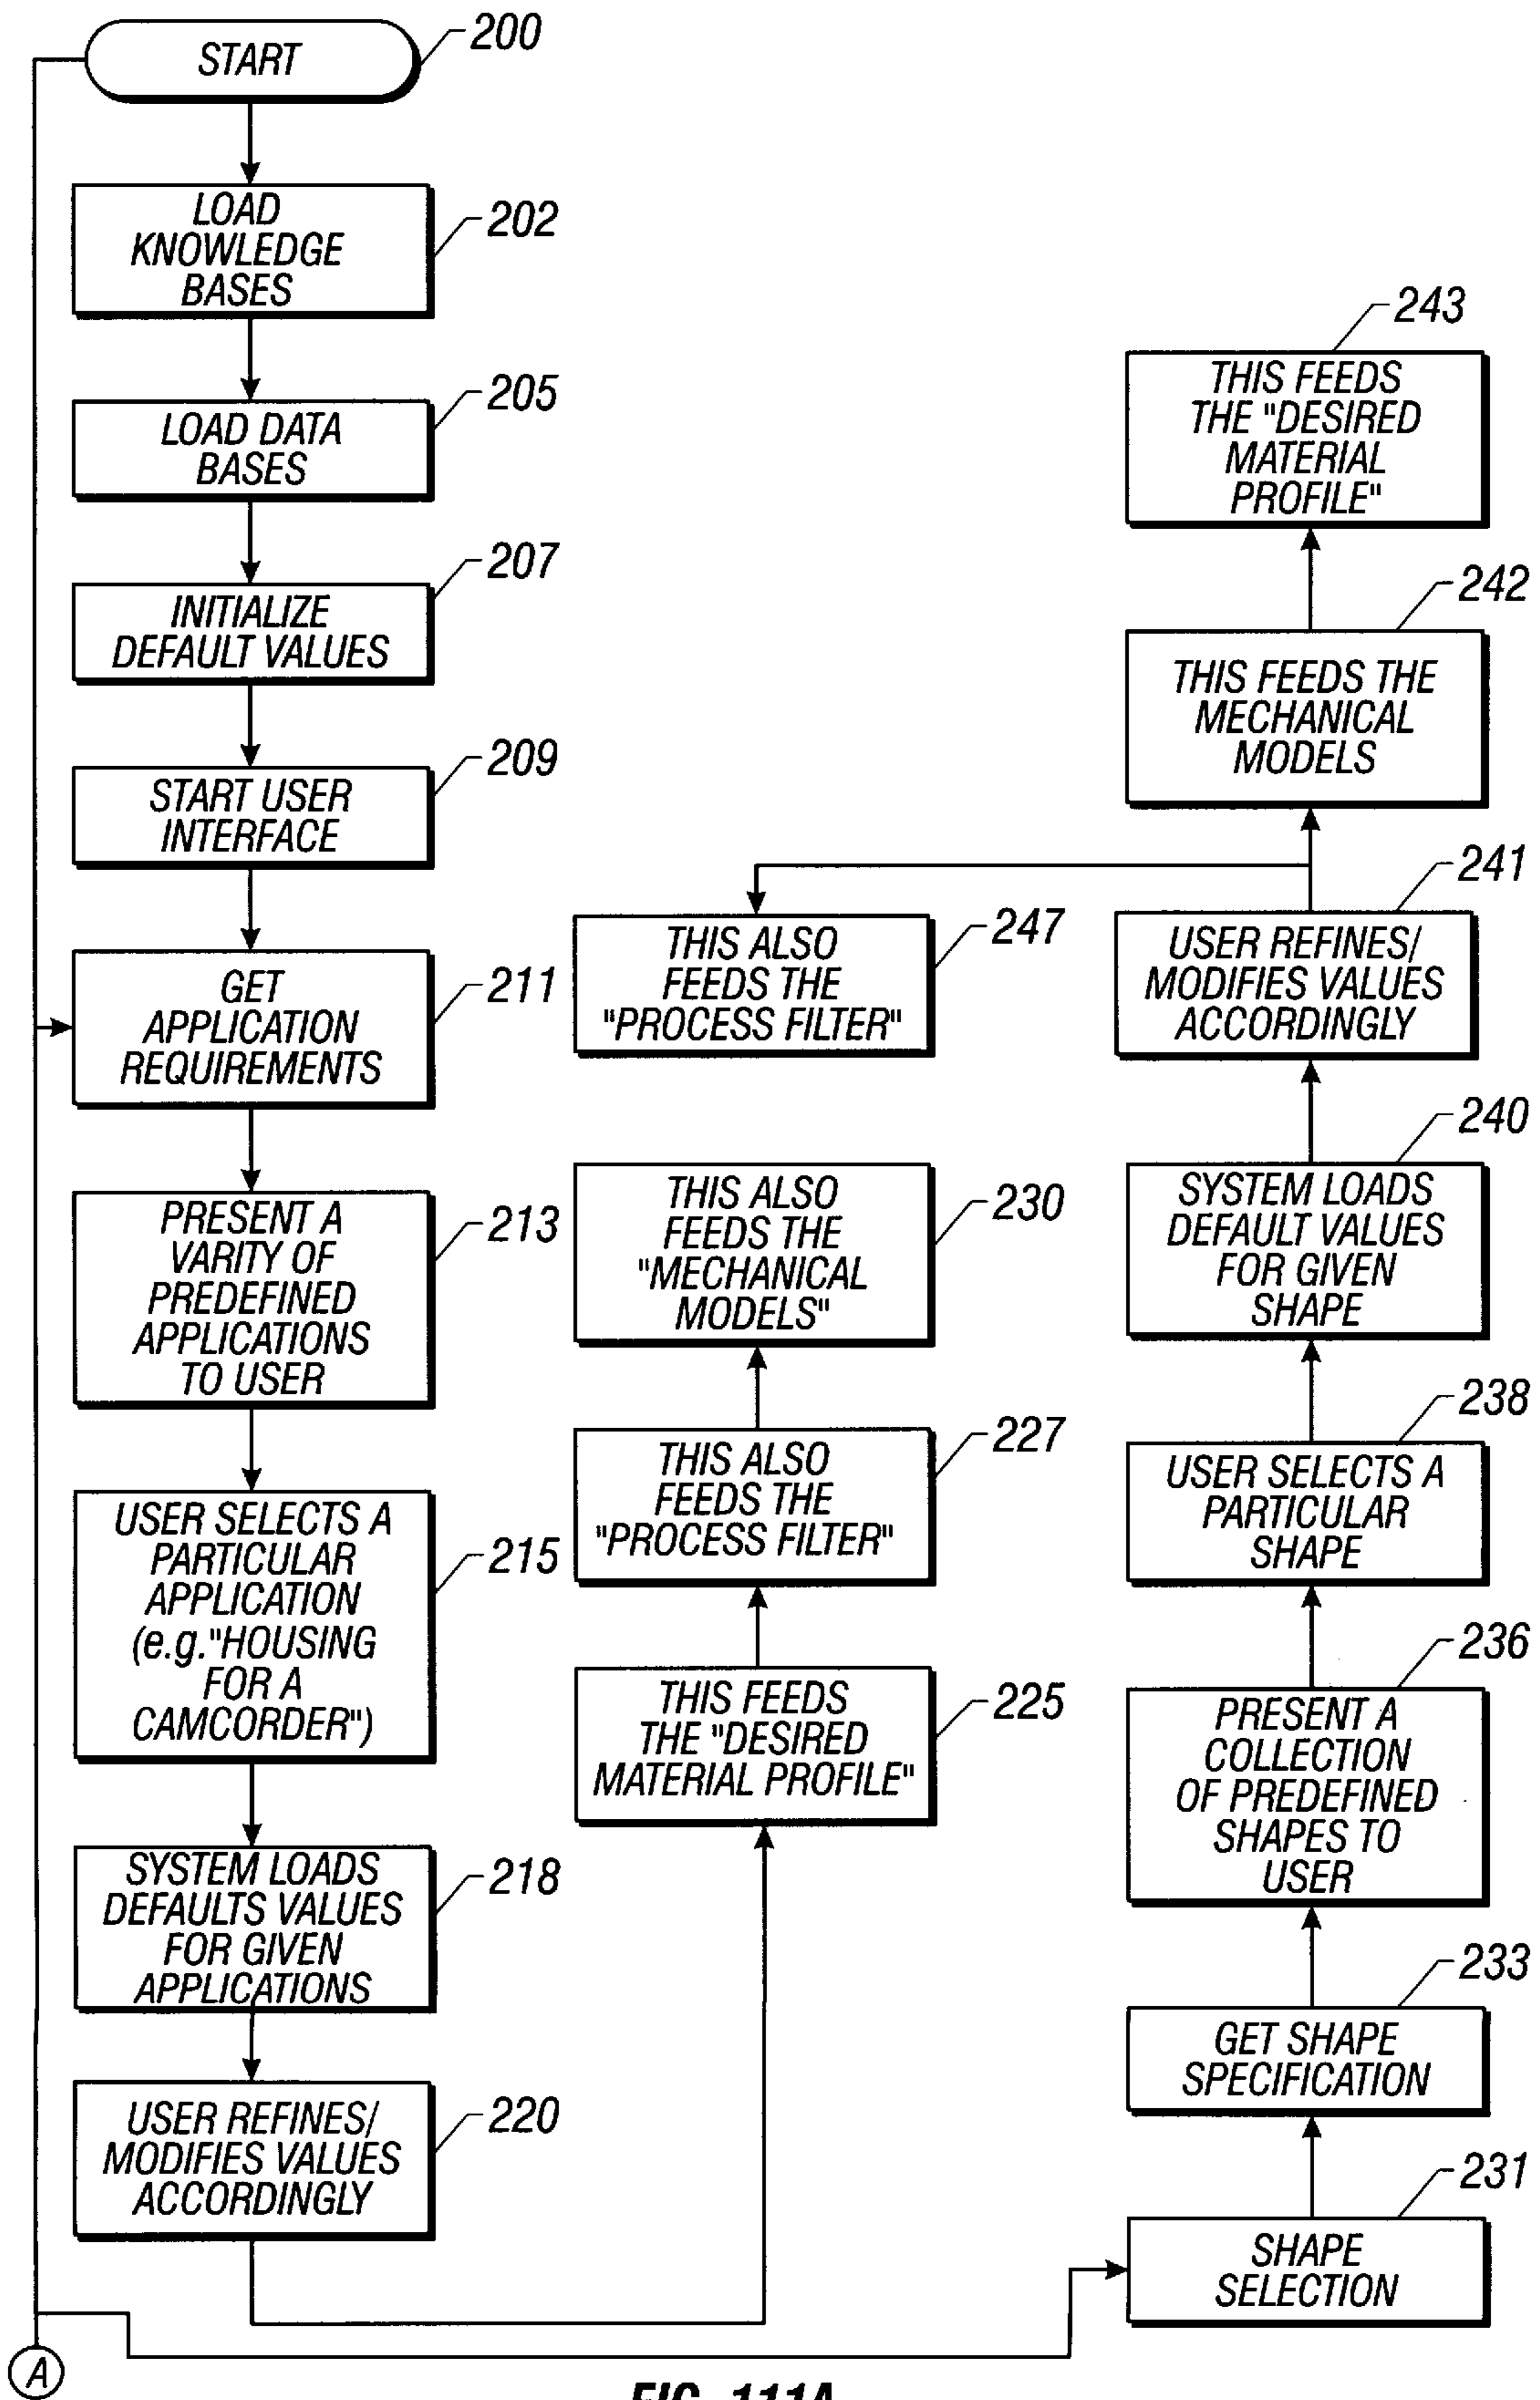 START
200
LOAD
KNOWLEDGE
BASES
202
LOAD DATA
BASES
205
INITIALIZE
DEFAULT VALUES
207
START USER
INTERFACE
209
GET
APPLICATION
REQUIREMENTS
211
PRESENT A
VARITY OF
PREDEFINED
APPLICATIONS
TO USER
213
USER SELECTS A
PARTICULAR
APPLICATION
(e.g."HOUSING
FOR A
CAMCORDER")
215
SYSTEM LOADS
DEFAULTS VALUES
FOR GIVEN
APPLICATIONS
218
USER REFINES/
MODIFIES VALUES
ACCORDINGLY
220
A
THIS ALSO
FEEDS THE
"PROCESS FILTER"
247
THIS ALSO
FEEDS THE
"MECHANICAL
MODELS"
230
THIS ALSO
FEEDS THE
"PROCESS FILTER"
227
THIS FEEDS
THE "DESIRED
MATERIAL PROFILE"
225
243
THIS FEEDS
THE "DESIRED
MATERIAL
PROFILE"
242
THIS FEEDS THE
MECHANICAL
MODELS
241
USER REFINES/
MODIFIES VALUES
ACCORDINGLY
240
SYSTEM LOADS
DEFAULT VALUES
FOR GIVEN
SHAPE
238
USER SELECTS A
PARTICULAR
SHAPE
236
PRESENT A
COLLECTION
OF PREDEFINED
SHAPES TO
USER
233
GET SHAPE
SPECIFICATION
231
SHAPE
SELECTION
FIG. 111A